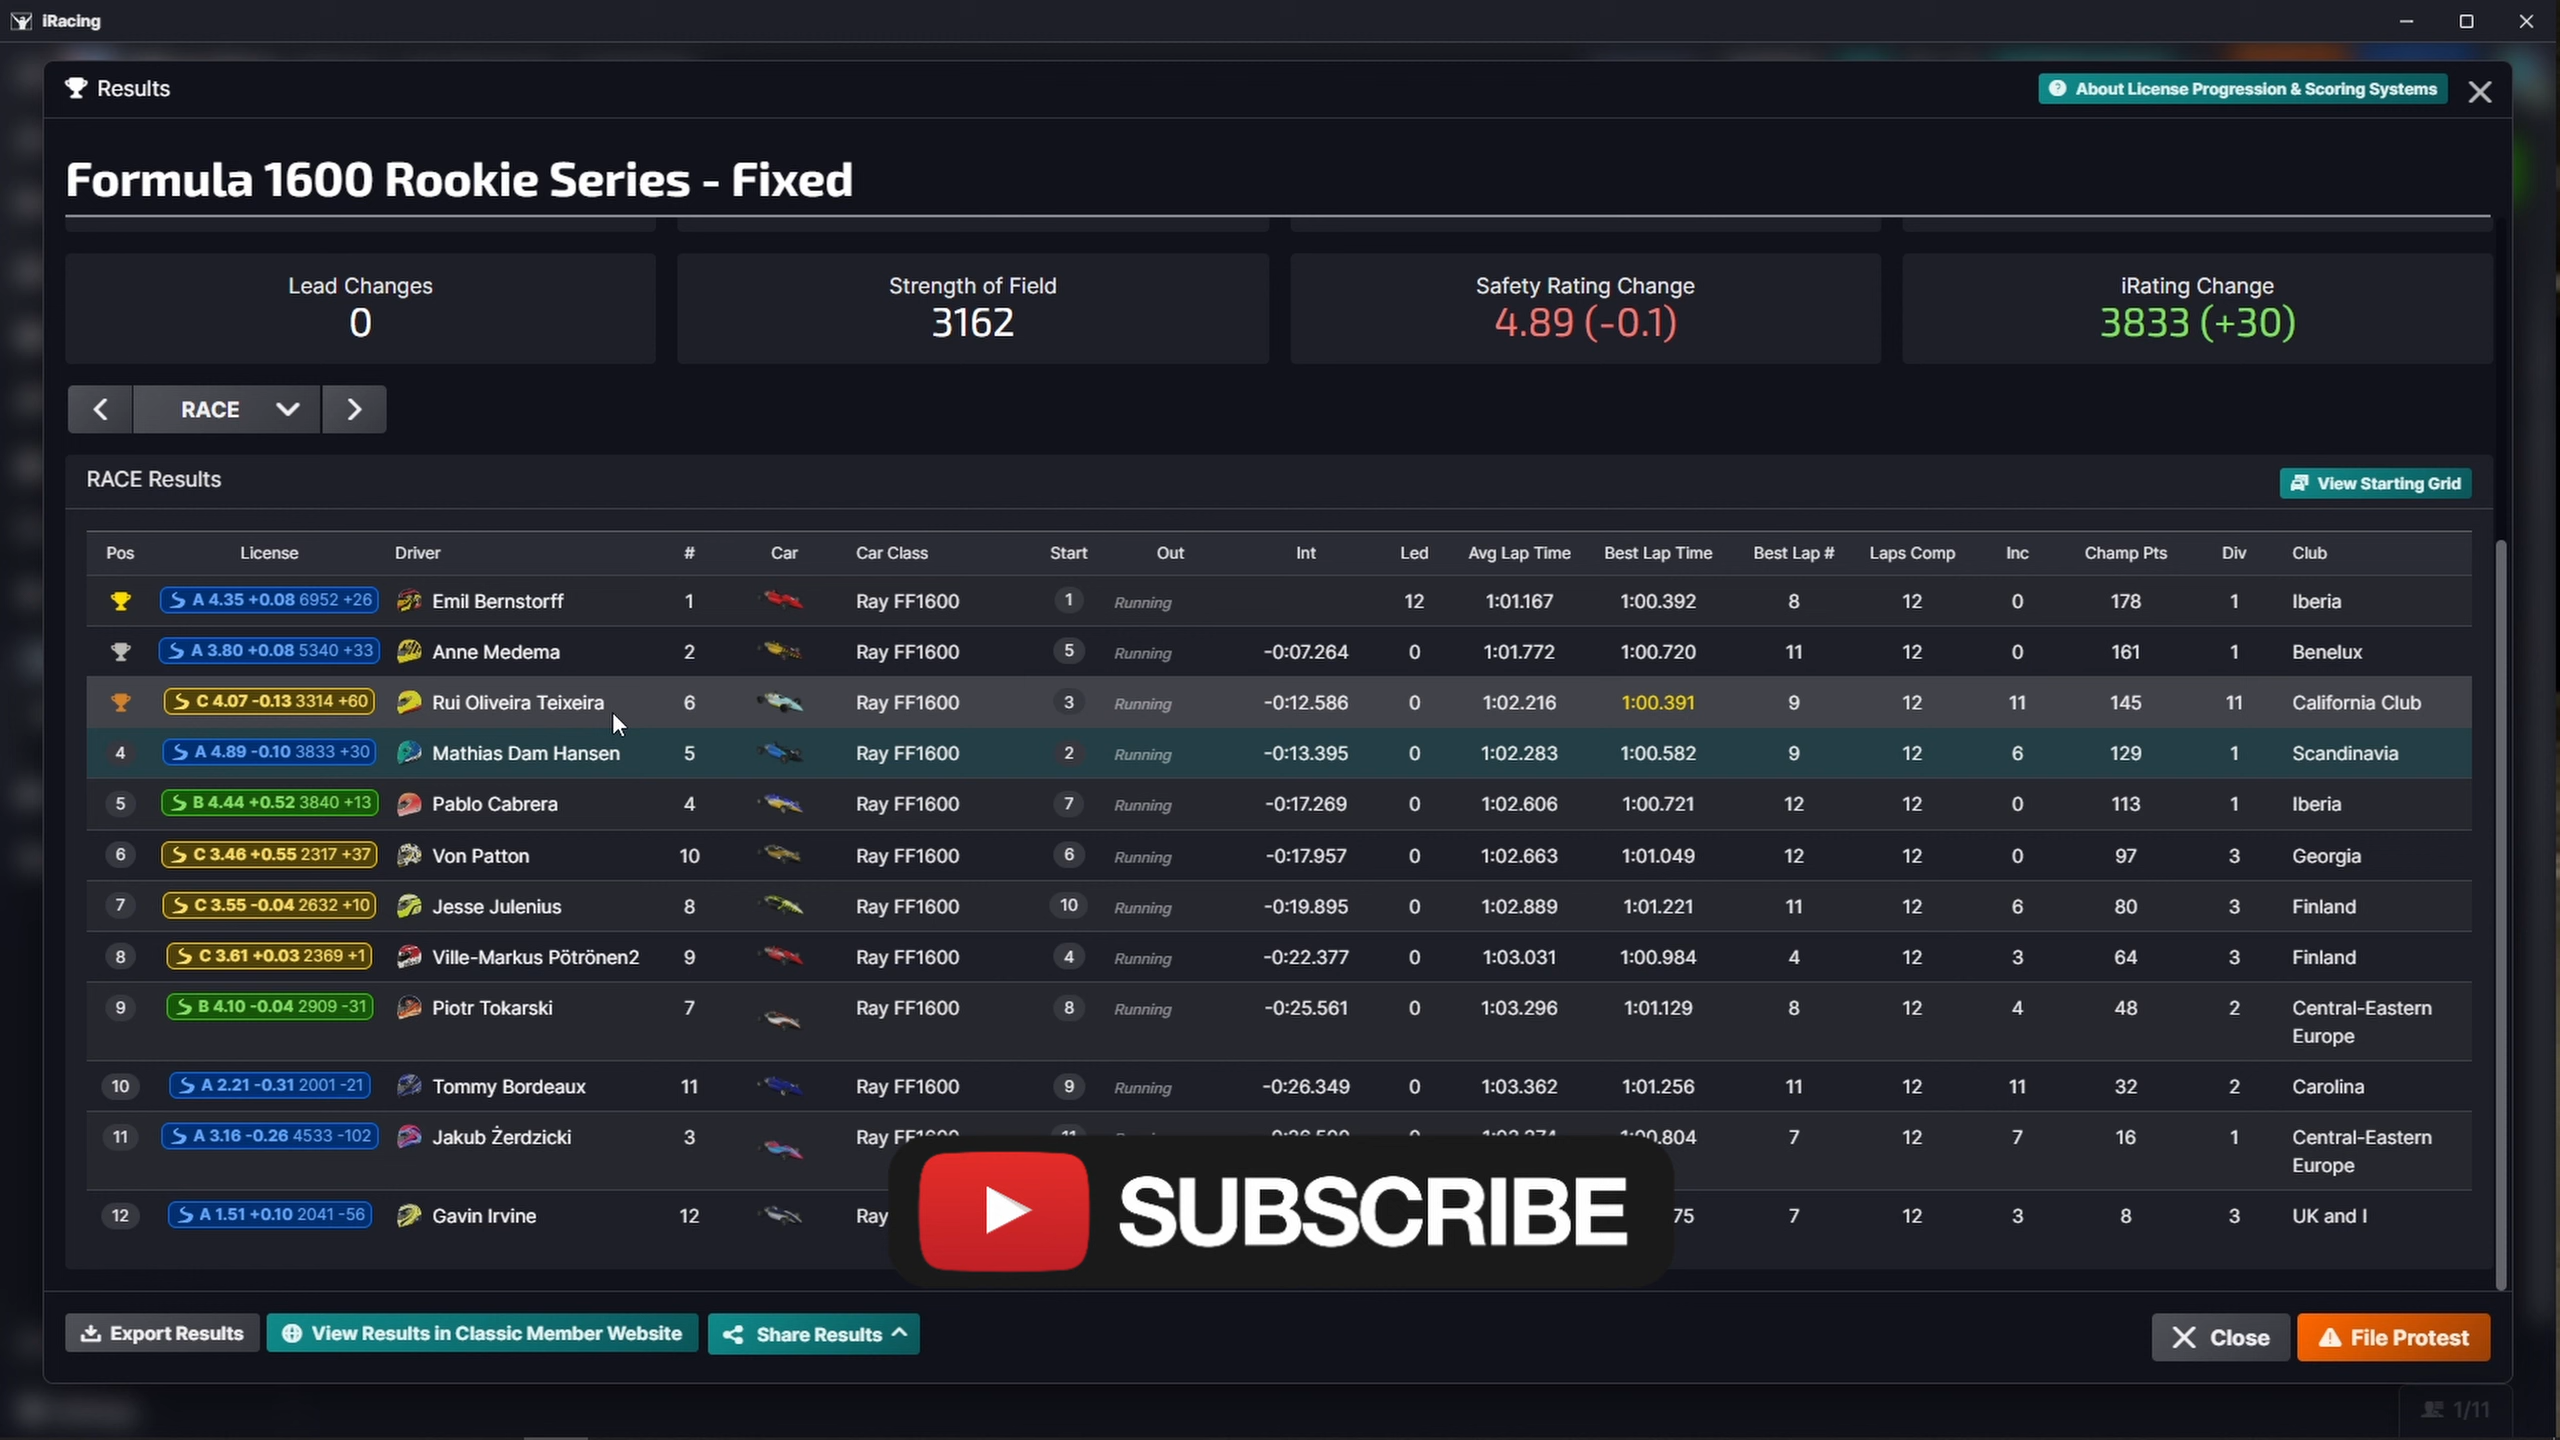 iRacing
Results
About License Progression & Scoring Systems
Formula 1600 Rookie Series - Fixed
Lead Changes
0
Strength of Field
3162
Safety Rating Change
4.89 (-0.1)
iRating Change
3833 (+30)
RACE
RACE Results
View Starting Grid
Pos License Driver # Car Car Class Start Out Int Led Avg Lap Time Best Lap Time Best Lap # Laps Comp Inc Champ Pts Div Club
A 4.35 +0.08 6952 +26 Emil Bernstorff 1 Ray FF1600 1 Running 12 1:01.167 1:00.392 8 12 0 178 1 Iberia
A 3.80 +0.08 5340 +33 Anne Medema 2 Ray FF1600 5 Running -0:07.264 0 1:01.772 1:00.720 11 12 0 161 1 Benelux
C 4.07 -0.13 3314 +60 Rui Oliveira Teixeira 6 Ray FF1600 3 Running -0:12.586 0 1:02.216 1:00.391 9 12 11 145 11 California Club
4 A 4.89 -0.10 3833 +30 Mathias Dam Hansen 5 Ray FF1600 2 Running -0:13.395 0 1:02.283 1:00.582 9 12 6 129 1 Scandinavia
5 B 4.44 +0.52 3840 +13 Pablo Cabrera 4 Ray FF1600 7 Running -0:17.269 0 1:02.606 1:00.721 12 12 0 113 1 Iberia
6 C 3.46 +0.55 2317 +37 Von Patton 10 Ray FF1600 6 Running -0:17.957 0 1:02.663 1:01.049 12 12 0 97 3 Georgia
7 C 3.55 -0.04 2632 +10 Jesse Julenius 8 Ray FF1600 10 Running -0:19.895 0 1:02.889 1:01.221 11 12 6 80 3 Finland
8 C 3.61 +0.03 2369 +1 Ville-Markus Pötrönen2 9 Ray FF1600 4 Running -0:22.377 0 1:03.031 1:00.984 4 12 3 64 3 Finland
9 B 4.10 -0.04 2909 -31 Piotr Tokarski 7 Ray FF1600 8 Running -0:25.561 0 1:03.296 1:01.129 8 12 4 48 2 Central-Eastern
Europe
10 A 2.21 -0.31 2001 -21 Tommy Bordeaux 11 Ray FF1600 9 Running -0:26.349 0 1:03.362 1:01.256 11 12 11 32 2 Carolina
11 A 3.16 -0.26 4533 -102 Jakub Żerdzicki 3 Ray 7 12 7 16 1 Central-Eastern
Europe
12 A 1.51 +0.10 2041 -56 Gavin Irvine 12 Ray 75 7 12 3 8 3 UK and I
SUBSCRIBE
Export Results
View Results in Classic Member Website
Share Results
Close
File Protest
1/11